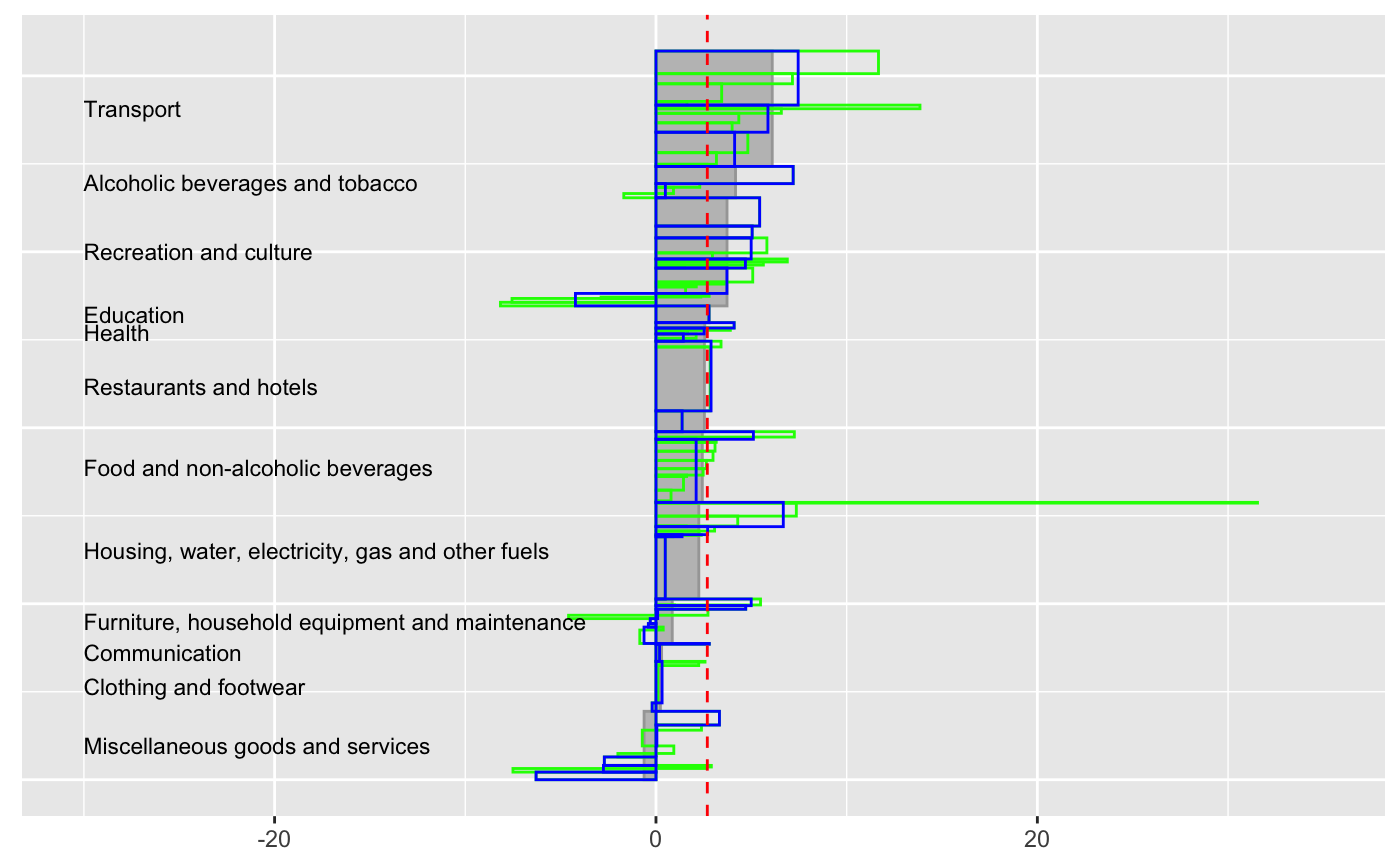 Transport
Alcoholic beverages and tobacco
Recreation and culture
Education
Health
Restaurants and hotels
Food and non-alcoholic beverages
Housing, water, electricity, gas and other fuels
Furniture, household equipment and maintenance
Communication
Clothing and footwear
Miscellaneous goods and services
-20 0 20